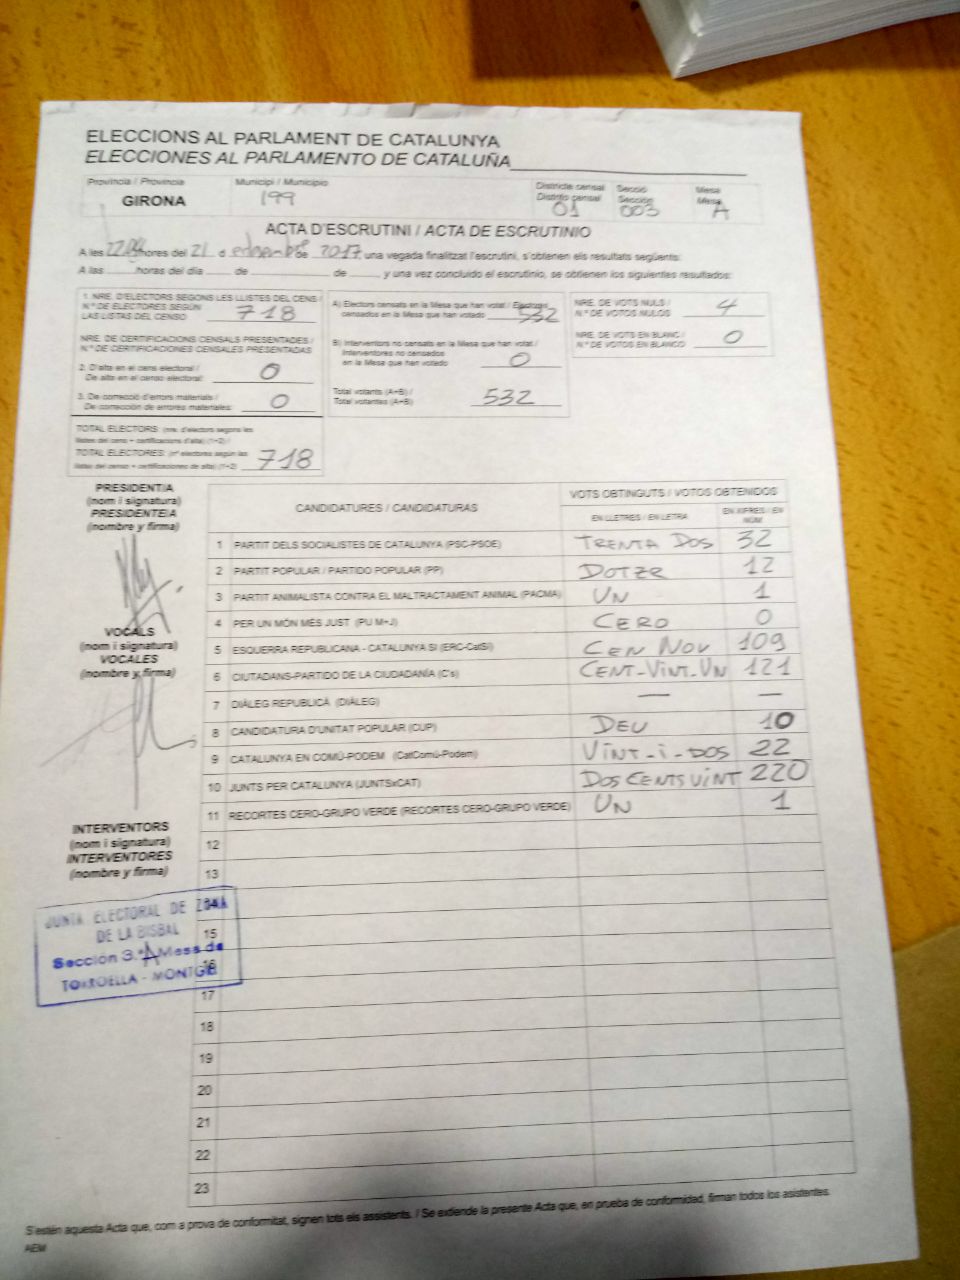 ELECCIONS AL PARLAMENT DE CATALUNYA
ELECCIONES AL PARLAMENTO DE CATALUÑA
Província / Provincia
GIRONA
Municipi / Municipio
199
Districte censal
Distrito censal
01
Secció
Sección
003
Mesa
Mesa
A
ACTA D'ESCRUTINI / ACTA DE ESCRUTINIO
A les hores del 21 d de 2017, una vegada finalitzat l'escrutini, s'obtenen els resultats següents:
A las horas del día de de y una vez concluido el escrutinio, se obtienen los siguientes resultados:
1. NRE. D'ELECTORS SEGONS LES LLISTES DEL CENS /
N.º DE ELECTORES SEGÚN
LAS LISTAS DEL CENSO 718
NRE. DE CERTIFICACIONS CENSALS PRESENTADES /
N.º DE CERTIFICACIONES CENSALES PRESENTADAS
2. D'alta en el cens electoral /
De alta en el censo electoral: 0
3. De correcció d'errors materials /
De corrección de errores materiales: 0
TOTAL ELECTORS: (nre. d'electors segons les
llistes del cens + certificacions d'alta) (1+2) /
TOTAL ELECTORES: (nº electores según las
listas del censo + certificaciones de alta) (1+2) 718
A) Electors censats en la Mesa que han votat / Electores
censados en la Mesa que han votado 532
B) Interventors no censats en la Mesa que han votat /
Interventores no censados
en la Mesa que han votado 0
Total votants (A+B) /
Total votantes (A+B) 532
NRE. DE VOTS NULS /
N.º DE VOTOS NULOS 4
NRE. DE VOTS EN BLANC /
N.º DE VOTOS EN BLANCO 0
PRESIDENT/A
(nom i signatura)
PRESIDENTE/A
(nombre y firma)
VOCALS
(nom i signatura)
VOCALES
(nombre y firma)
INTERVENTORS
(nom i signatura)
INTERVENTORES
(nombre y firma)
JUNTA ELECTORAL DE ZONA
DE LA BISBAL
Sección 3.ª A Mesa de
TORROELLA - MONTGRÍ
CANDIDATURES / CANDIDATURAS
VOTS OBTINGUTS / VOTOS OBTENIDOS
EN LLETRES / EN LETRA
EN XIFRES / EN
NÚM.
1 PARTIT DELS SOCIALISTES DE CATALUNYA (PSC-PSOE) TRENTA DOS 32
2 PARTIT POPULAR / PARTIDO POPULAR (PP) DOTZE 12
3 PARTIT ANIMALISTA CONTRA EL MALTRACTAMENT ANIMAL (PACMA) UN 1
4 PER UN MÓN MÉS JUST (PU M+J) CERO 0
5 ESQUERRA REPUBLICANA - CATALUNYA SÍ (ERC-CatSí) CEN NOU 109
6 CIUTADANS-PARTIDO DE LA CIUDADANÍA (C's) CENT-VINT-UN 121
7 DIÀLEG REPUBLICÀ (DIÀLEG) — —
8 CANDIDATURA D'UNITAT POPULAR (CUP) DEU 10
9 CATALUNYA EN COMÚ-PODEM (CatComú-Podem) VINT-I-DOS 22
10 JUNTS PER CATALUNYA (JUNTSxCAT) DOS CENTS VINT 220
11 RECORTES CERO-GRUPO VERDE (RECORTES CERO-GRUPO VERDE) UN 1
12
13
14
15
16
17
18
19
20
21
22
23
S'estén aquesta Acta que, com a prova de conformitat, signen tots els assistents. / Se extiende la presente Acta que, en prueba de conformidad, firman todos los asistentes.